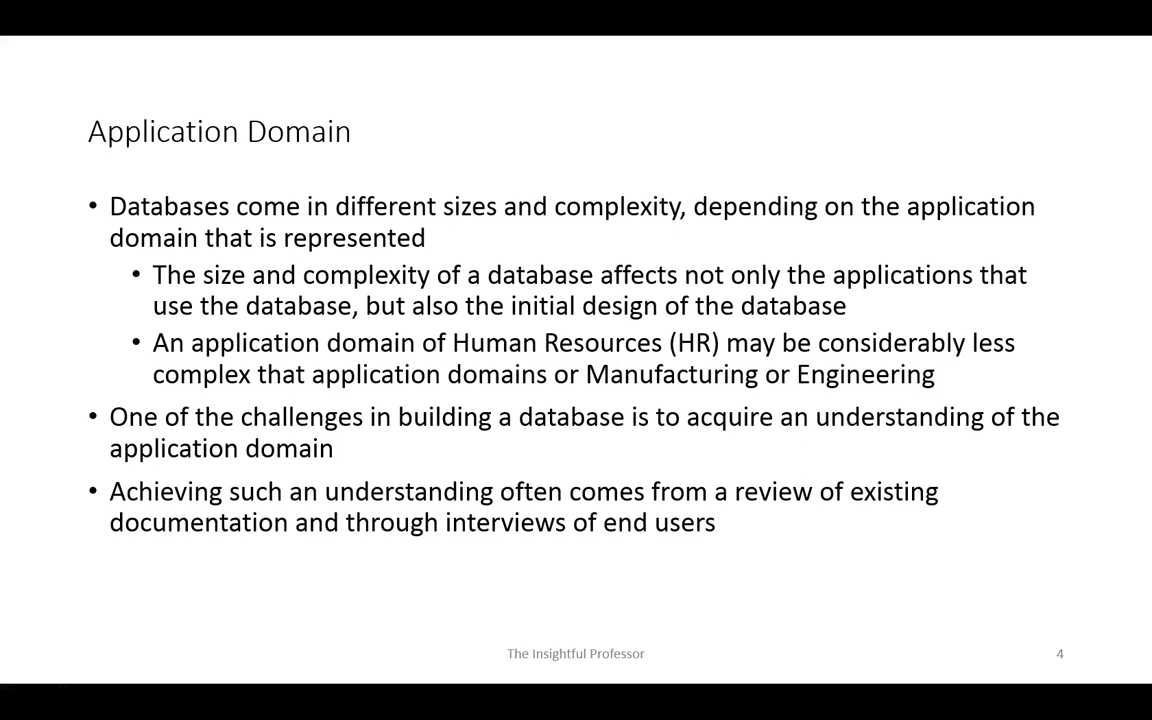 Application Domain
• Databases come in different sizes and complexity, depending on the application
domain that is represented
• The size and complexity of a database affects not only the applications that
use the database, but also the initial design of the database
• An application domain of Human Resources (HR) may be considerably less
complex that application domains or Manufacturing or Engineering
• One of the challenges in building a database is to acquire an understanding of the
application domain
• Achieving such an understanding often comes from a review of existing
documentation and through interviews of end users
The Insightful Professor
4